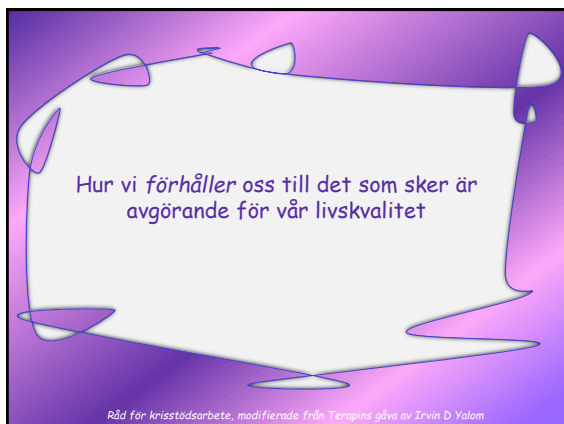 Hur vi förhåller oss till det som sker är
avgörande för vår livskvalitet
Råd för krisstödsarbete, modifierade från Terapins gåva av Irvin D Yalom